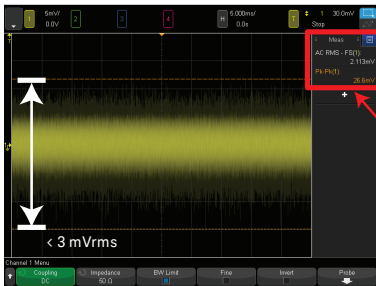 1 5mV/ 2 3 4 H 5.000ms/ T 1 30.0mV
0.0V 0.0s Stop
Meas
AC RMS - FS(1):
2.113mV
Pk-Pk(1):
26.6mV
+
T
< 3 mVrms
Channel 1 Menu
Coupling Impedance BW Limit Fine Invert Probe
DC 50 Ω